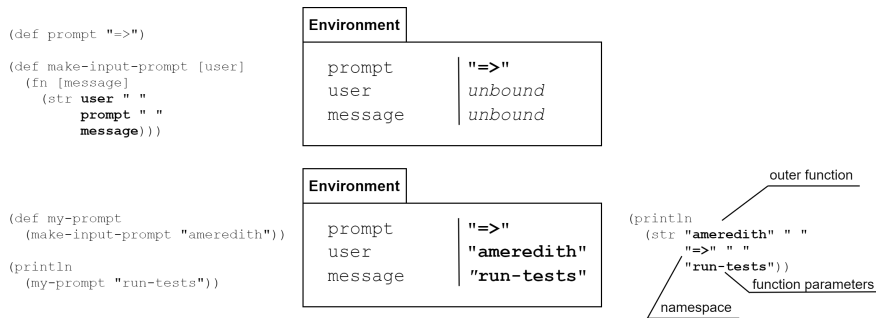 (def prompt "=>")
(def make-input-prompt [user]
(fn [message]
(str user " "
prompt " "
message)))
Environment
prompt "=>"
user unbound
message unbound
(def my-prompt
(make-input-prompt "ameredith"))
(println
(my-prompt "run-tests"))
Environment
prompt "=>"
user "ameredith"
message "run-tests"
outer function
(println
(str "ameredith" " "
"=>" " "
"run-tests"))
function parameters
namespace